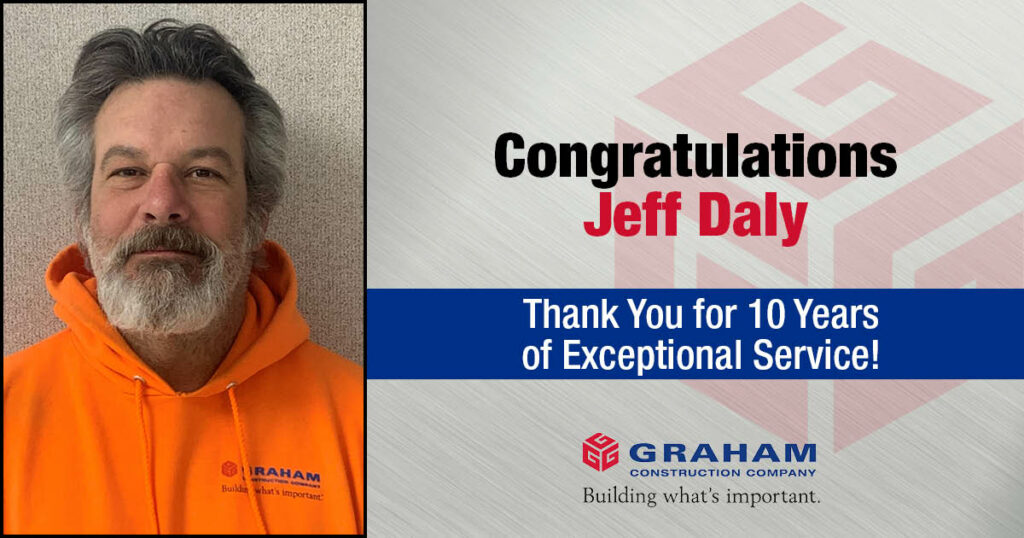 Congratulations
Jeff Daly
Thank You for 10 Years
of Exceptional Service!
GRAHAM
CONSTRUCTION COMPANY
Building what's important.
GRAHAM
CONSTRUCTION COMPANY
Building what's important.